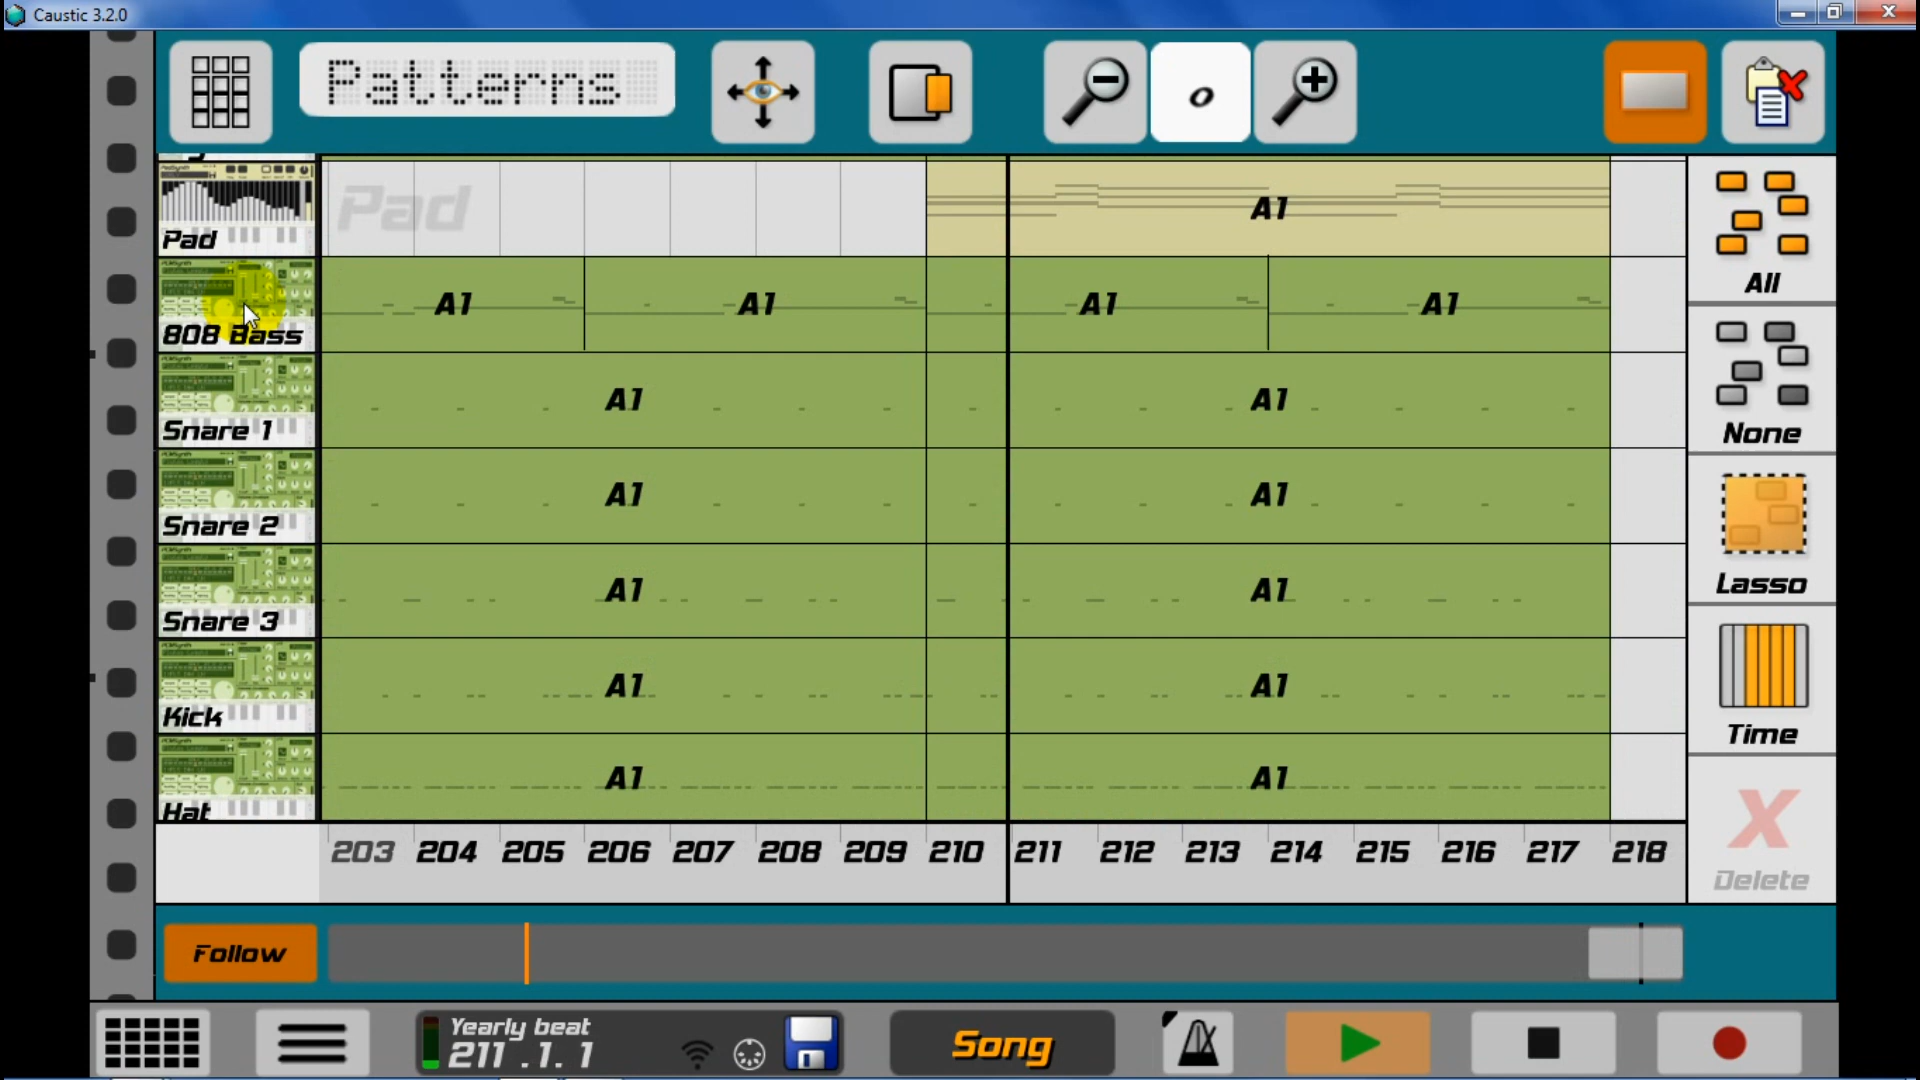 Caustic 3.2.0
Patterns
Pad
Pad
A1
808 Bass
A1
A1
A1
A1
Snare 1
A1
A1
Snare 2
A1
A1
Snare 3
A1
A1
Kick
A1
A1
Hat
A1
A1
203 204 205 206 207 208 209 210 211 212 213 214 215 216 217 218
All
None
Lasso
Time
Delete
Follow
Yearly beat
211 .1. 1
Song